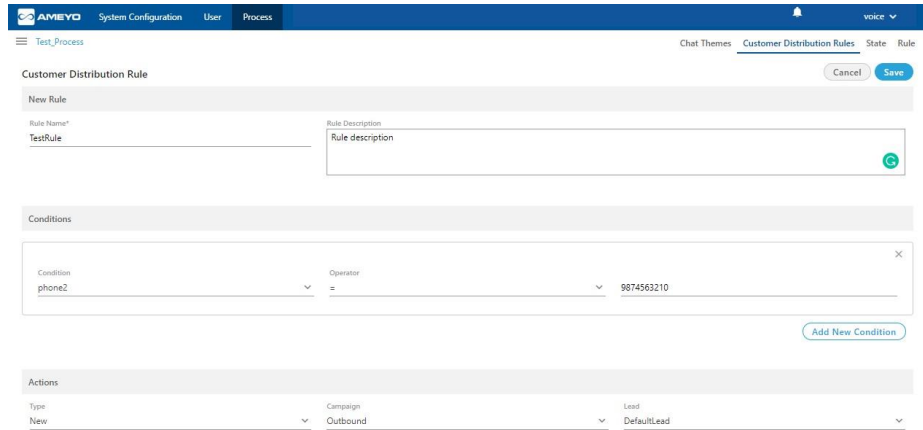 AMEYO System Configuration User Process voice
Test_Process Chat Themes Customer Distribution Rules State Rule
Customer Distribution Rule Cancel Save
New Rule
Rule Name* Rule Description
TestRule Rule description
Conditions
Condition Operator
phone2 = 9874563210
Add New Condition
Actions
Type Campaign Lead
New Outbound DefaultLead